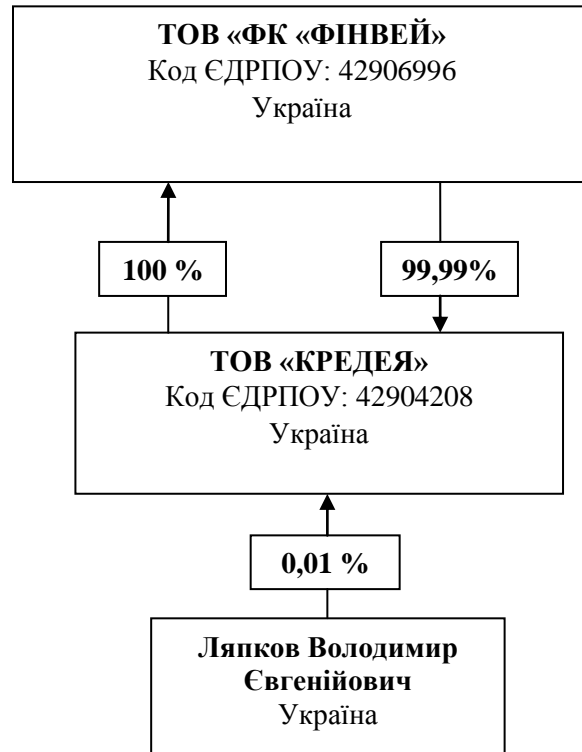 ТОВ «ФК «ФІНВЕЙ»
Код ЄДРПОУ: 42906996
Україна
100 %
99,99%
ТОВ «КРЕДЕЯ»
Код ЄДРПОУ: 42904208
Україна
0,01 %
Ляпков Володимир
Євгенійович
Україна